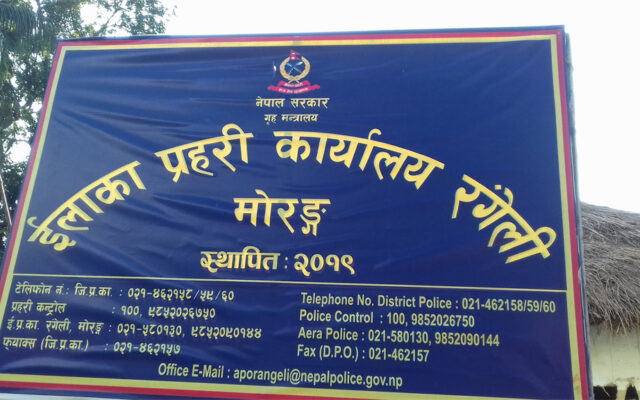 नेपाल सरकार
गृह मन्त्रालय
ईलाका प्रहरी कार्यालय रंगेली
मोरङ्ग
स्थापित : २०१९
टेलिफोन नं.: जि.प्र.का. : ०२१-४६२१५८/५९/६०
प्रहरी कन्ट्रोल : १००, ९८५२०२६७५०
ई.प्र.का. रंगेली, मोरङ्ग : ०२१-५८०१३०, ९८५२०९०१४४
फ्याक्स (जि.प्र.का.) : ०२१-४६२१५७
Telephone No. District Police : 021-462158/59/60
Police Control : 100, 9852026750
Aera Police : 021-580130, 9852090144
Fax (D.P.O.) : 021-462157
Office E-Mail : aporangeli@nepalpolice.gov.np